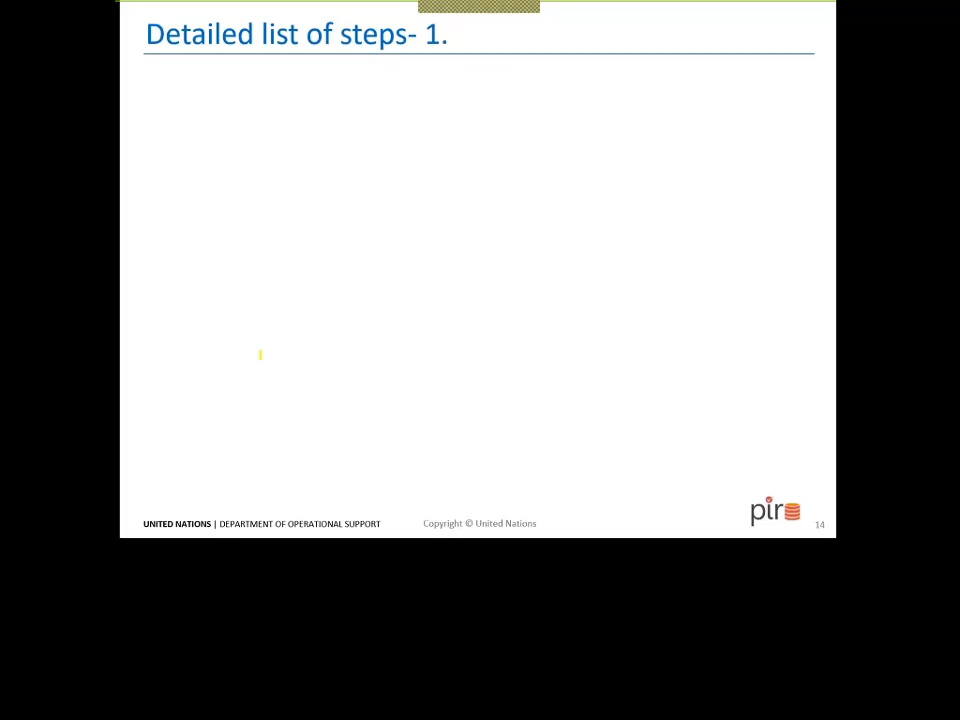 Detailed list of steps- 1.
UNITED NATIONS | DEPARTMENT OF OPERATIONAL SUPPORT
Copyright © United Nations
pir
14